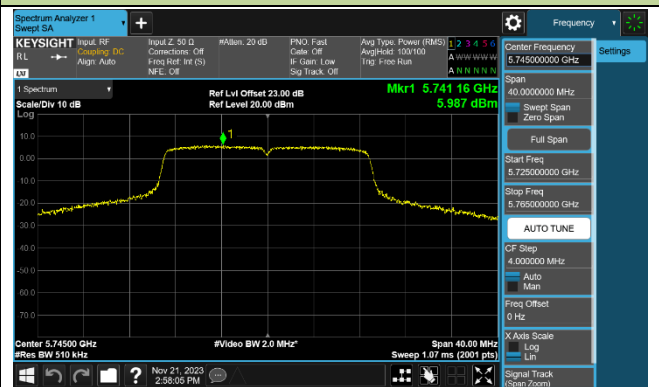 Spectrum Analyzer 1
Swept SA
+
Frequency
KEYSIGHT
Input: RF
Coupling: DC
Align: Auto
Input Z: 50 Ω
Corrections: Off
Freq Ref: Int (S)
NFE: Off
#Atten: 20 dB
PNO: Fast
Gate: Off
IF Gain: Low
Sig Track: Off
Avg Type: Power (RMS)
Avg|Hold: 100/100
Trig: Free Run
1 2 3 4 5 6
A W W W W W
A N N N N N
RL
LXI
1 Spectrum
Scale/Div 10 dB
Log
Ref Lvl Offset 23.00 dB
Ref Level 20.00 dBm
Mkr1 5.741 16 GHz
5.987 dBm
1
10.0
0.00
-10.0
-20.0
-30.0
-40.0
-50.0
-60.0
-70.0
Center 5.74500 GHz
#Res BW 510 kHz
#Video BW 2.0 MHz*
Span 40.00 MHz
Sweep 1.07 ms (2001 pts)
Nov 21, 2023
2:58:05 PM
?
Center Frequency
5.745000000 GHz
Span
40.0000000 MHz
Swept Span
Zero Span
Full Span
Start Freq
5.725000000 GHz
Stop Freq
5.765000000 GHz
AUTO TUNE
CF Step
4.000000 MHz
Auto
Man
Freq Offset
0 Hz
X Axis Scale
Log
Lin
Signal Track
(Span Zoom)
Settings